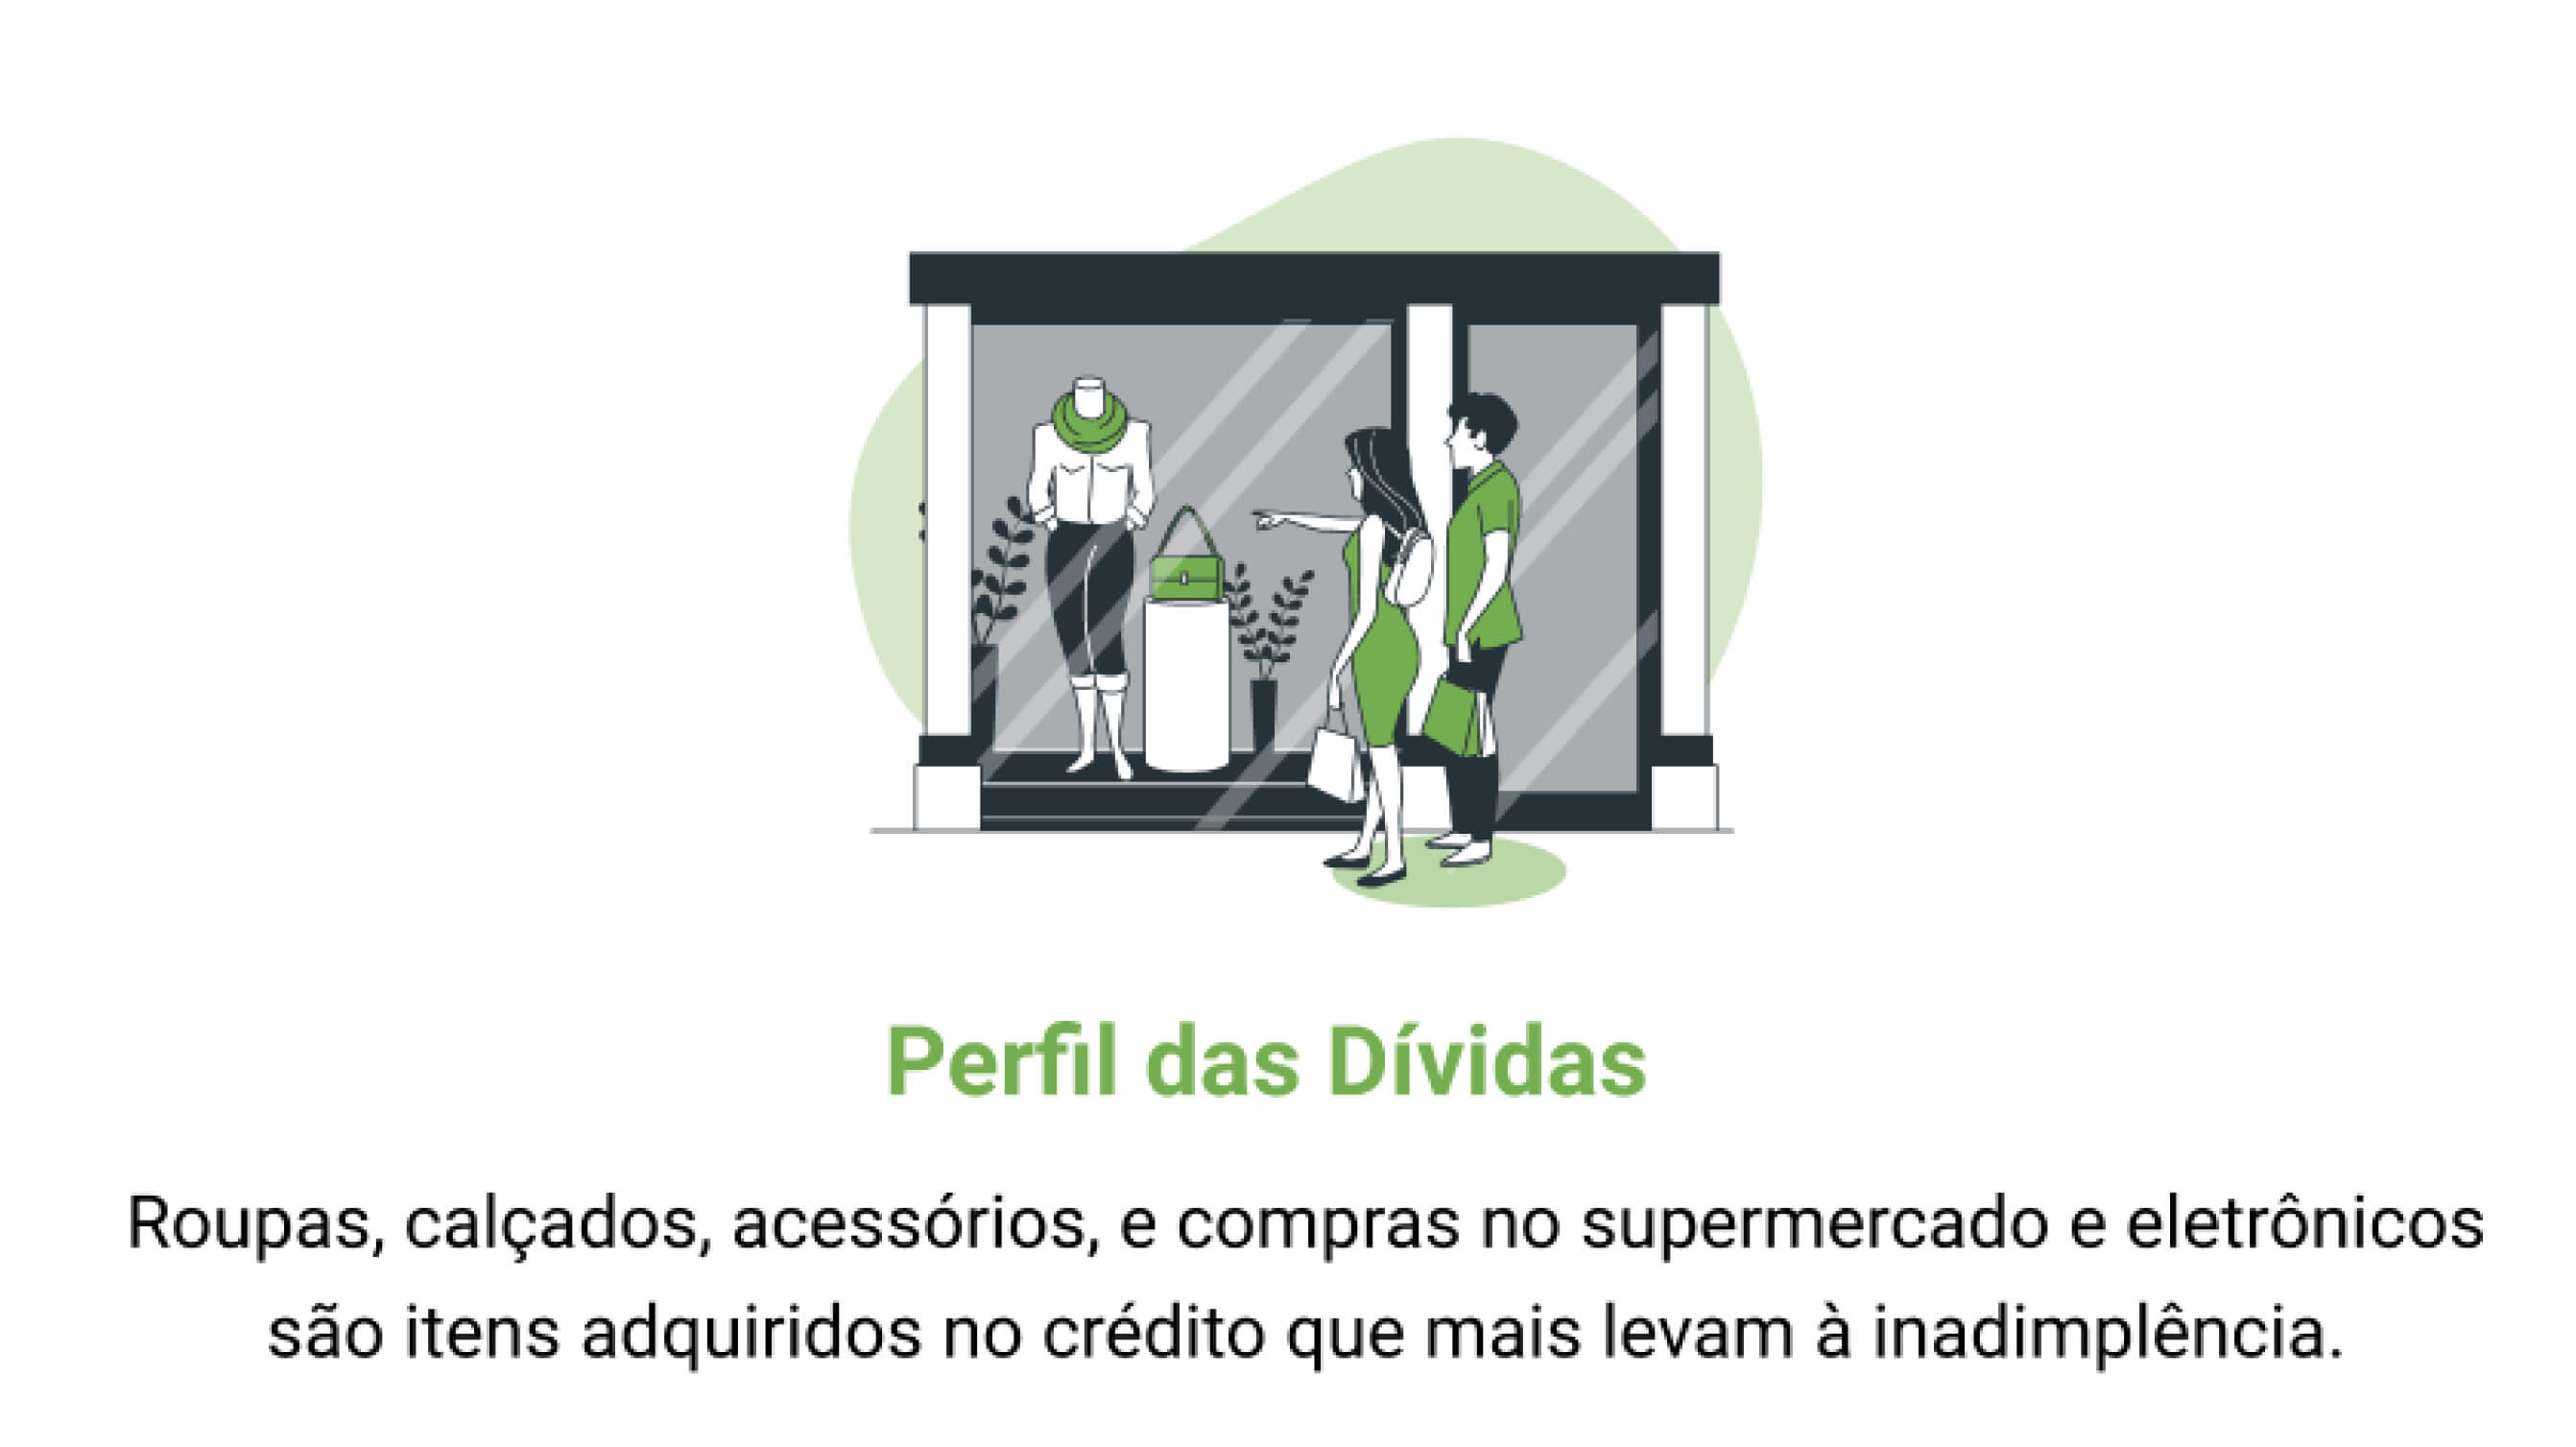 Perfil das Dívidas
Roupas, calçados, acessórios, e compras no supermercado e eletrônicos
são itens adquiridos no crédito que mais levam à inadimplência.